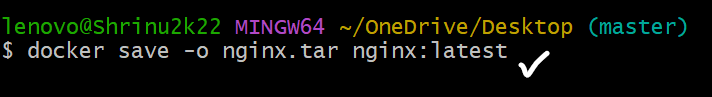 lenovo@Shrinu2k22 MINGW64 ~/OneDrive/Desktop (master)
$ docker save -o nginx.tar nginx:latest